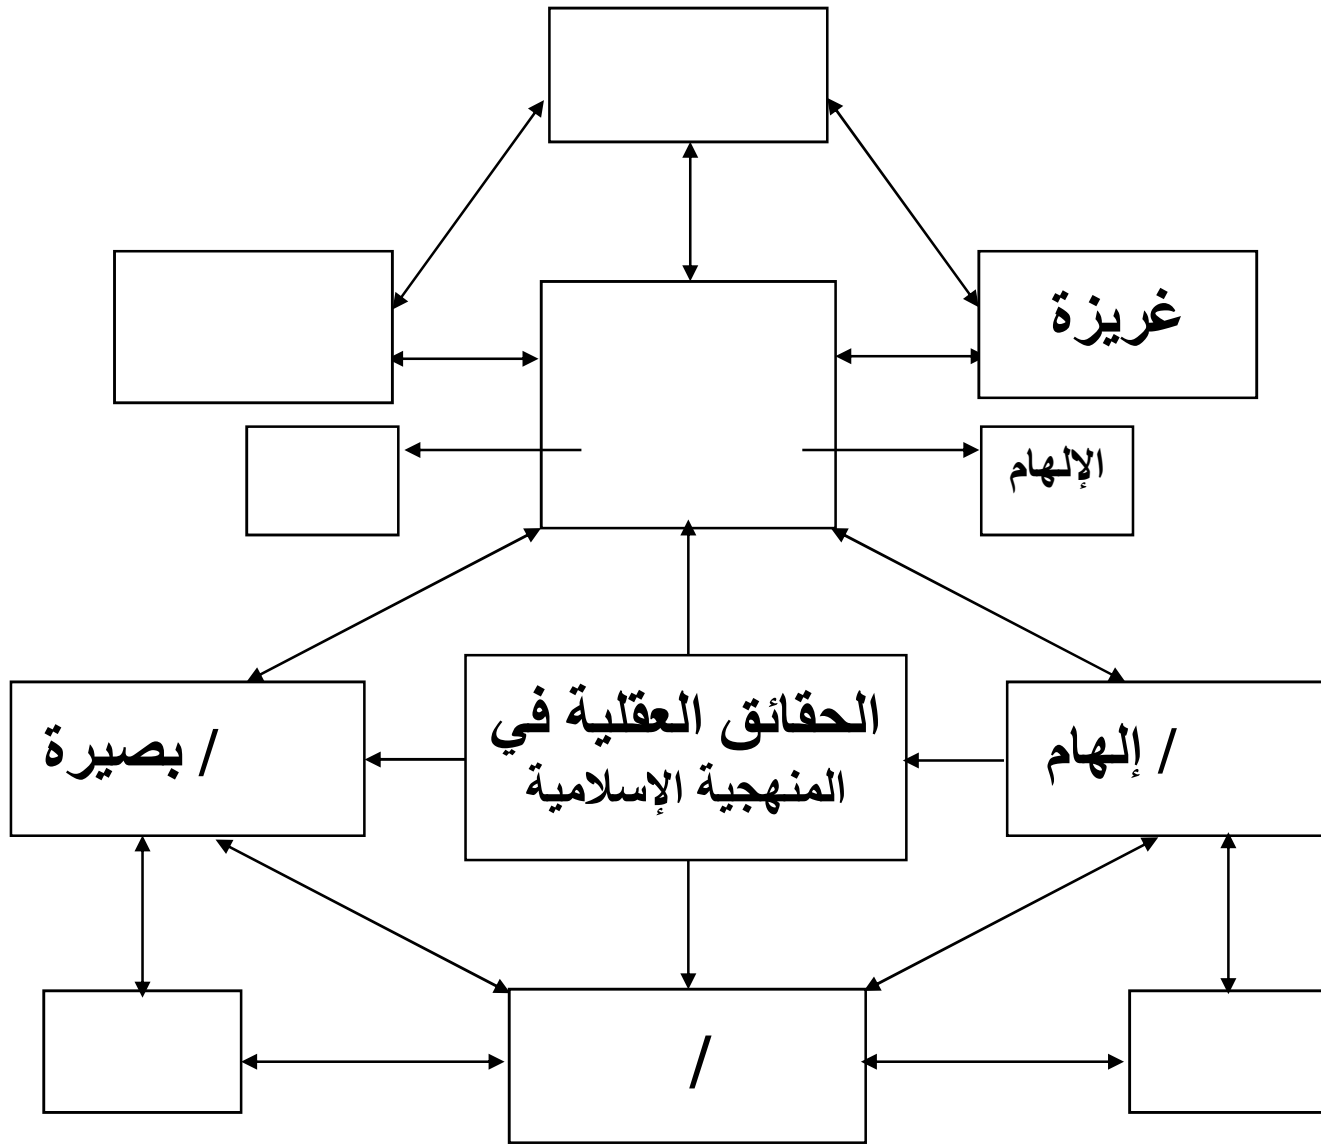 غريزة
الإلهام
/ إلهام
الحقائق العقلية في
المنهجية الإسلامية
/ بصيرة
/